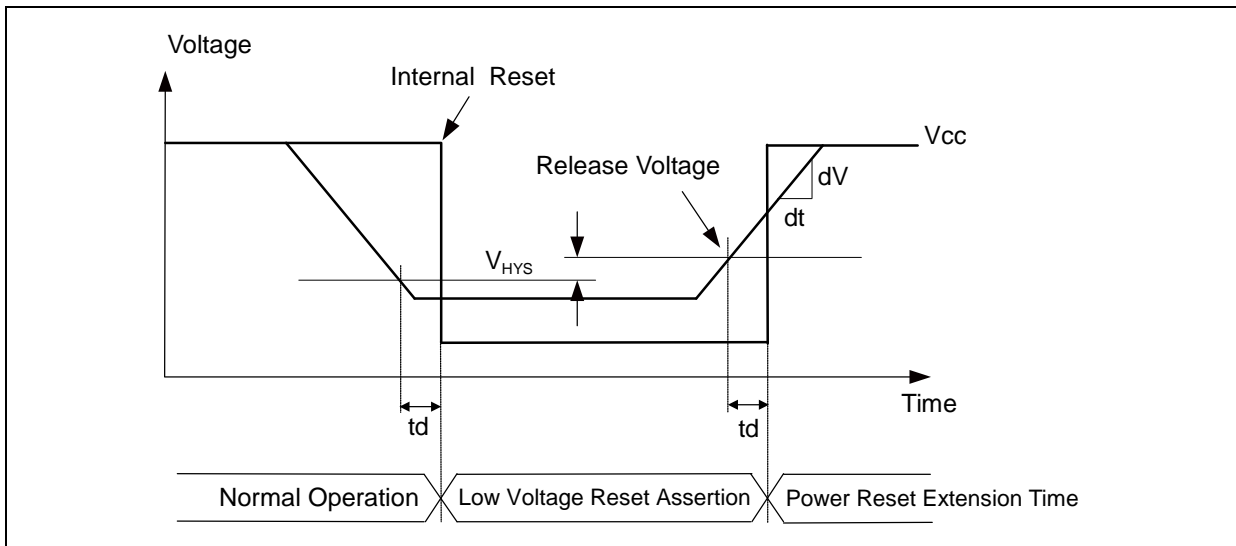 Voltage
Internal Reset
Vcc
Release Voltage
dV
dt
VHYS
Time
td
td
Normal Operation
Low Voltage Reset Assertion
Power Reset Extension Time